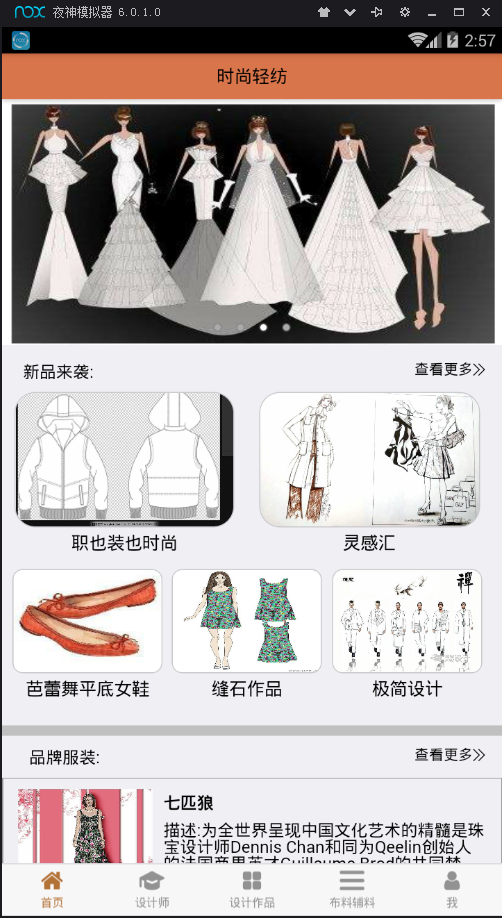 nox 夜神模拟器 6.0.1.0
2:57
时尚轻纺
新品来袭:
查看更多
职也装也时尚
灵感汇
禪
芭蕾舞平底女鞋
缝石作品
极简设计
品牌服装:
查看更多
七匹狼
描述:为全世界呈现中国文化艺术的精髓是珠
宝设计师Dennis Chan和同为Qeelin创始人
的法国商界英才Guillaume Brod的共同梦
首页
设计师
设计作品
布料辅料
我